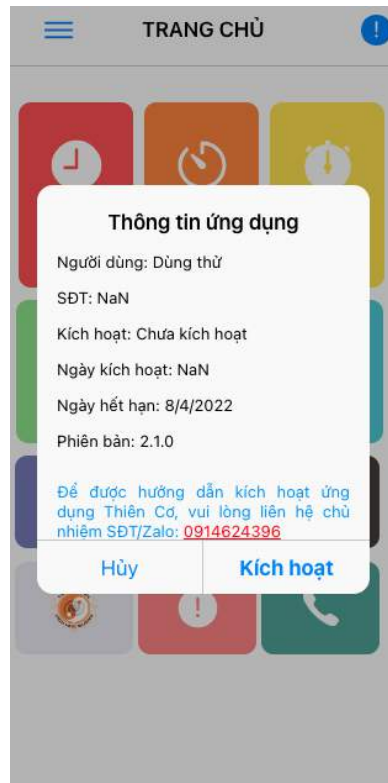 TRANG CHỦ
Thông tin ứng dụng
Người dùng: Dùng thử
SĐT: NaN
Kích hoạt: Chưa kích hoạt
Ngày kích hoạt: NaN
Ngày hết hạn: 8/4/2022
Phiên bản: 2.1.0
Để được hướng dẫn kích hoạt ứng
dụng Thiên Cơ, vui lòng liên hệ chủ
nhiệm SĐT/Zalo: 0914624396
Hủy
Kích hoạt